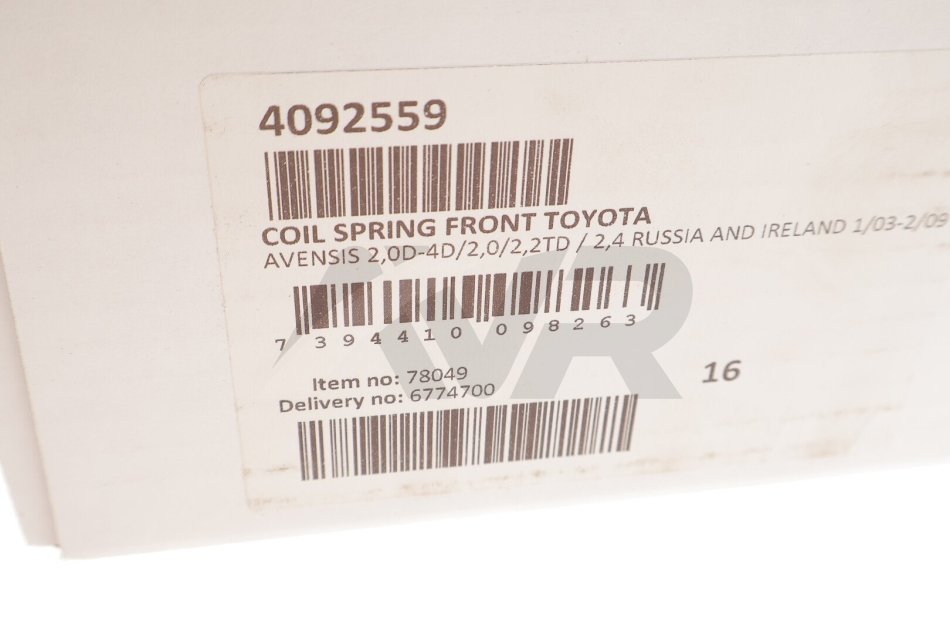 4092559
COIL SPRING FRONT TOYOTA
AVENSIS 2,0D-4D/2,0/2,2TD / 2,4 RUSSIA AND IRELAND 1/03-2/09
7 394410 098263
Item no: 78049
16
Delivery no: 6774700
VR